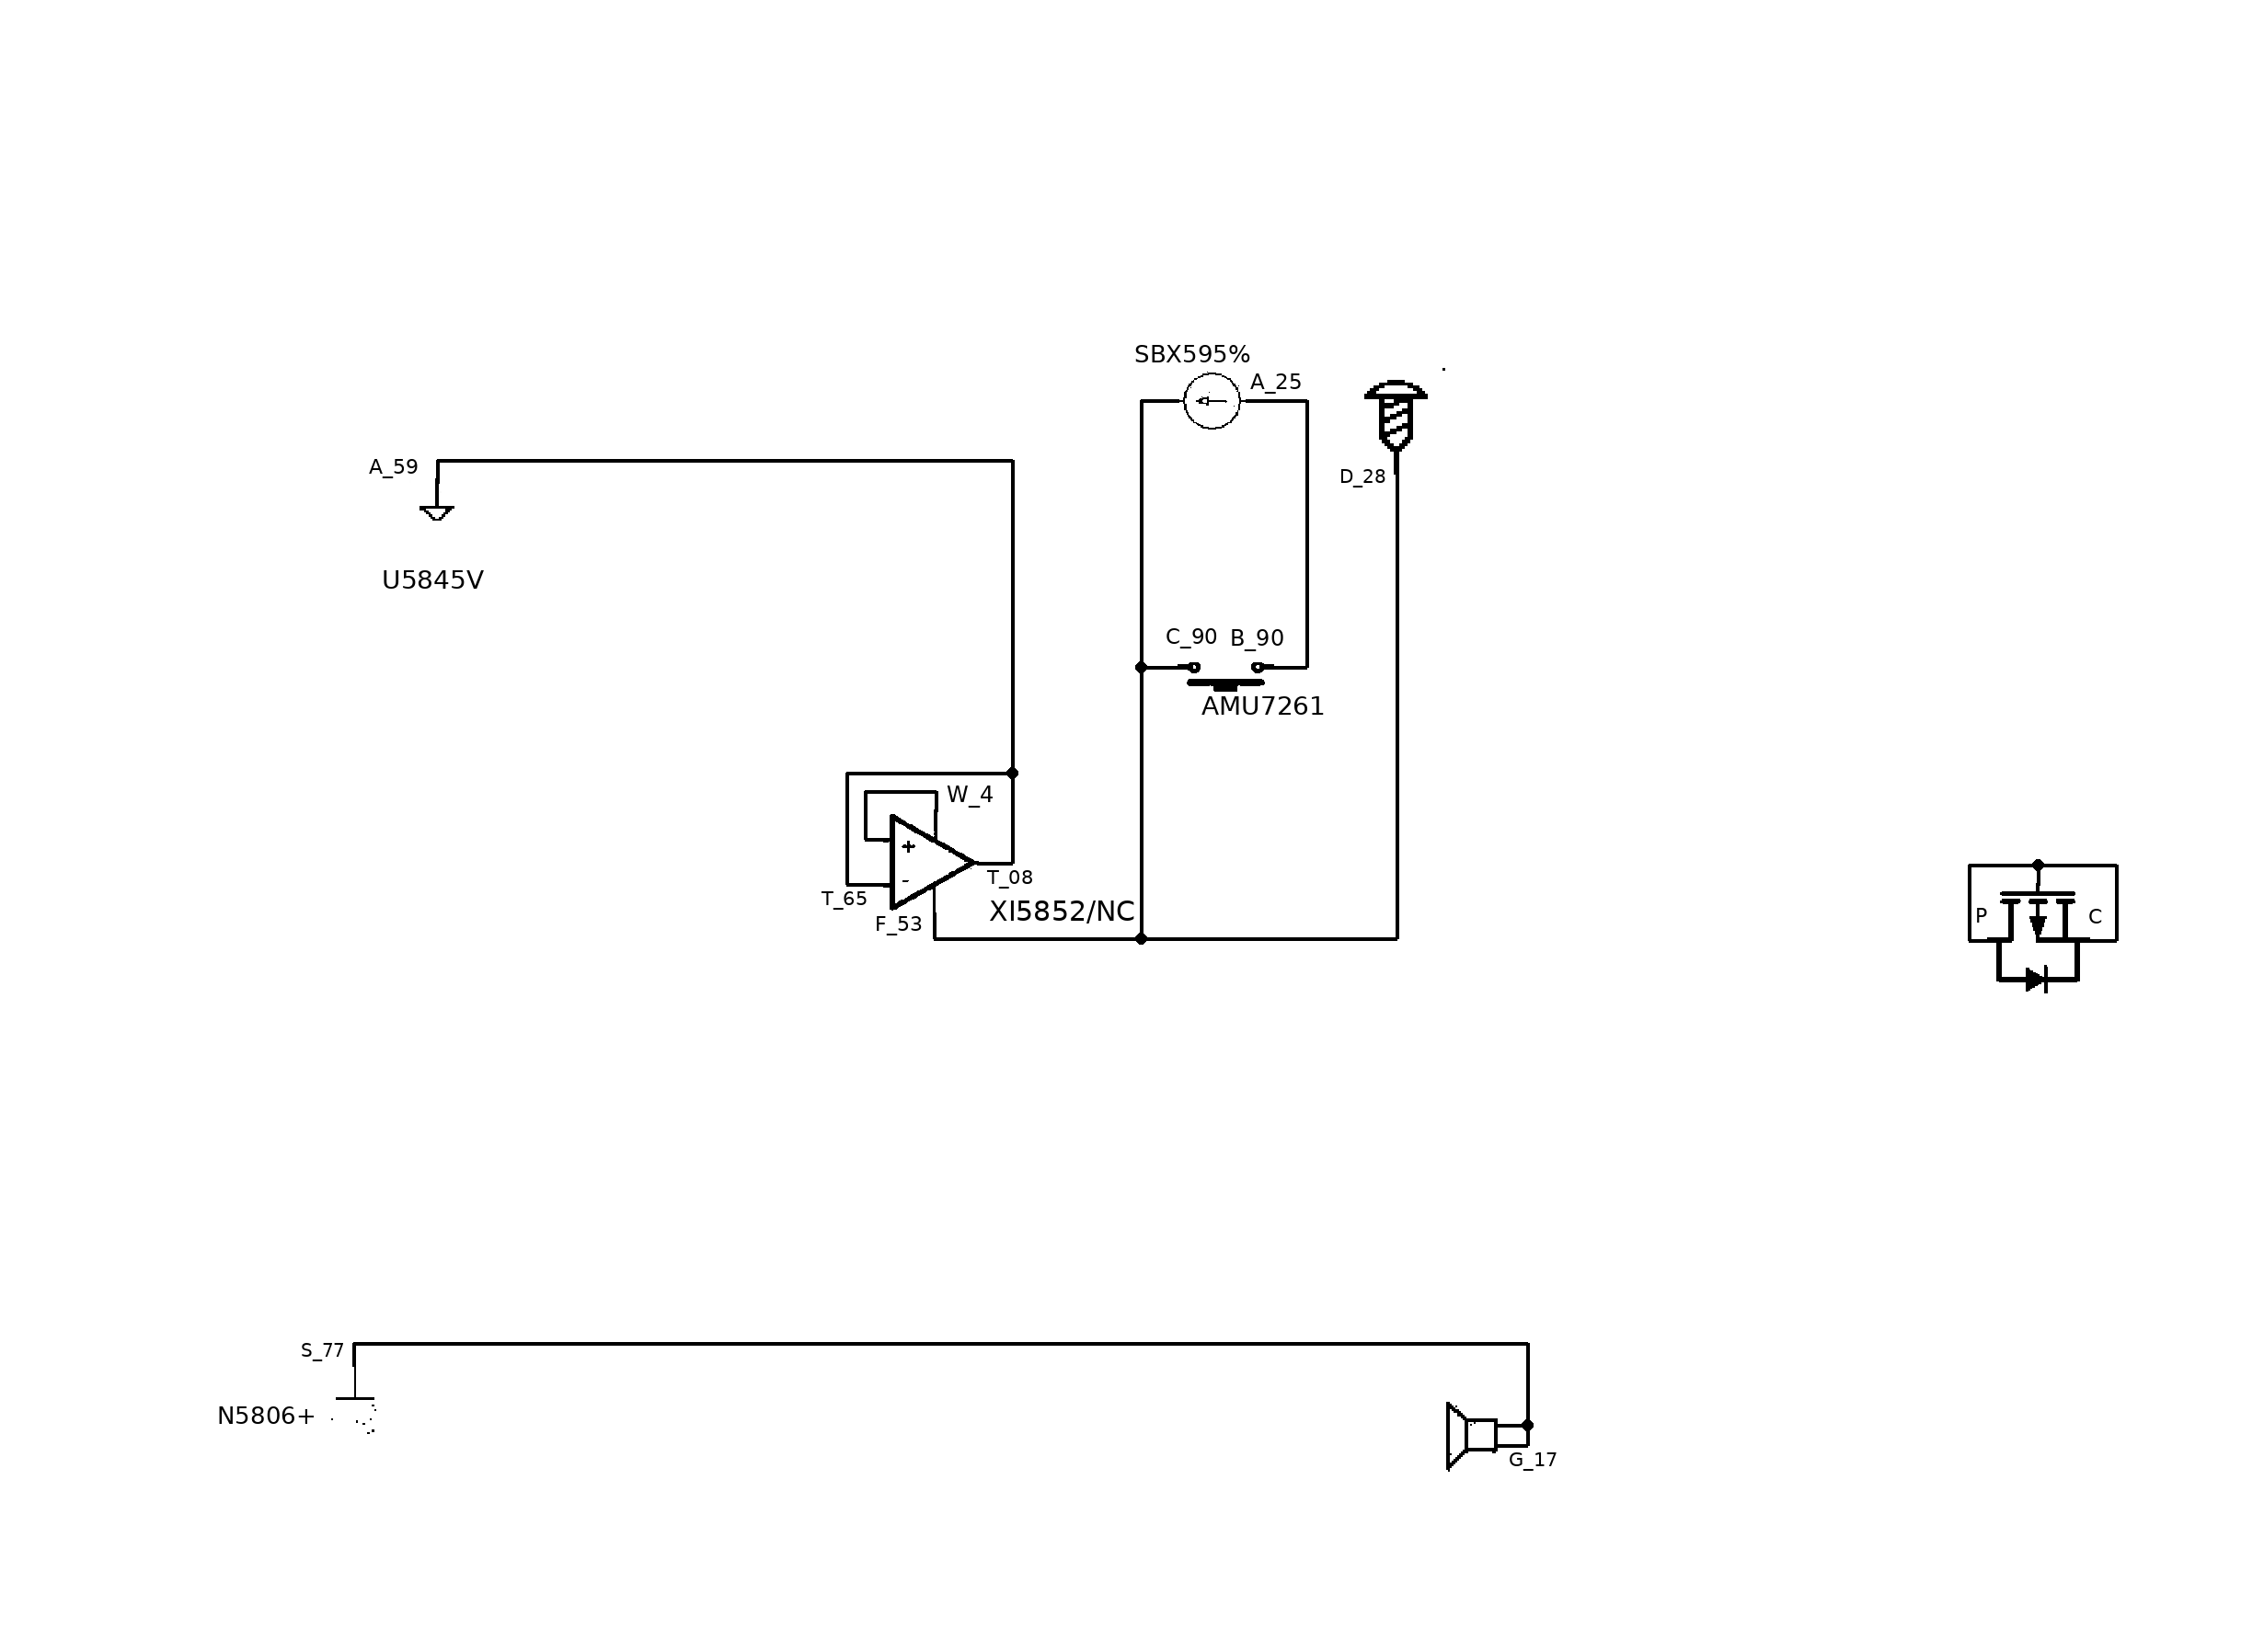 SBX595%
A_25
A_59
D_28
U5845V
C_90
B_90
AMU7261
W_4
+
-
T_08
T_65
XI5852/NC
F_53
P
C
S_77
N5806+
G_17